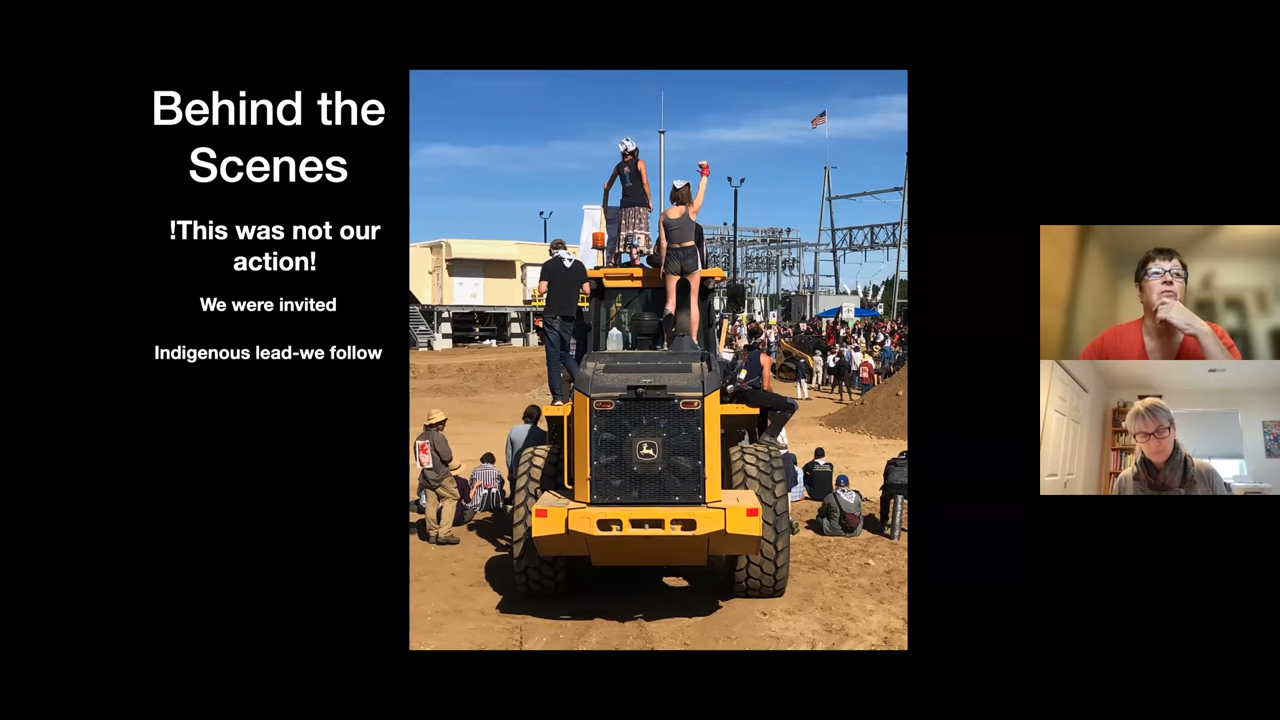 Behind the
Scenes
!This was not our
action!
We were invited
Indigenous lead-we follow